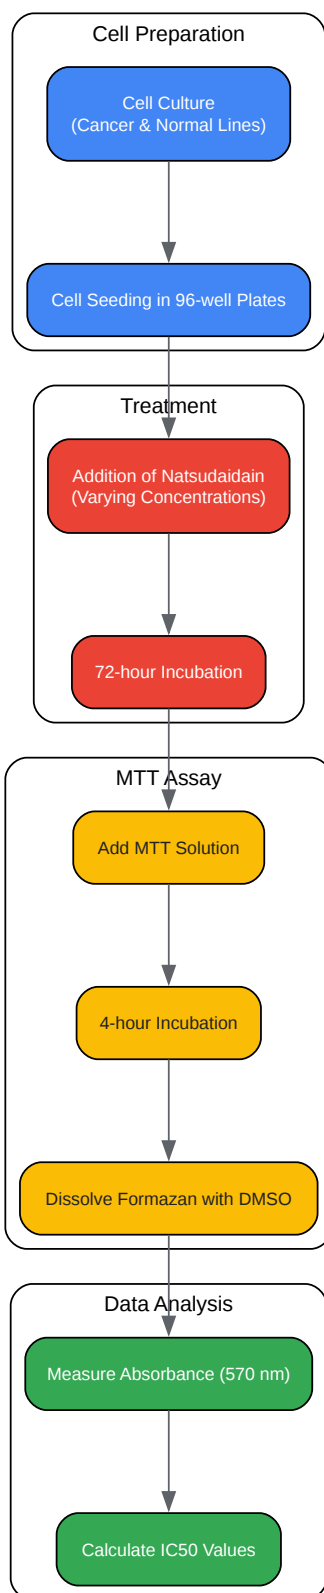 Cell Preparation
Cell Culture
(Cancer & Normal Lines)
Cell Seeding in 96-well Plates
Treatment
Addition of Natsudaidain
(Varying Concentrations)
72-hour Incubation
MTT Assay
Add MTT Solution
4-hour Incubation
Dissolve Formazan with DMSO
Data Analysis
Measure Absorbance (570 nm)
Calculate IC50 Values